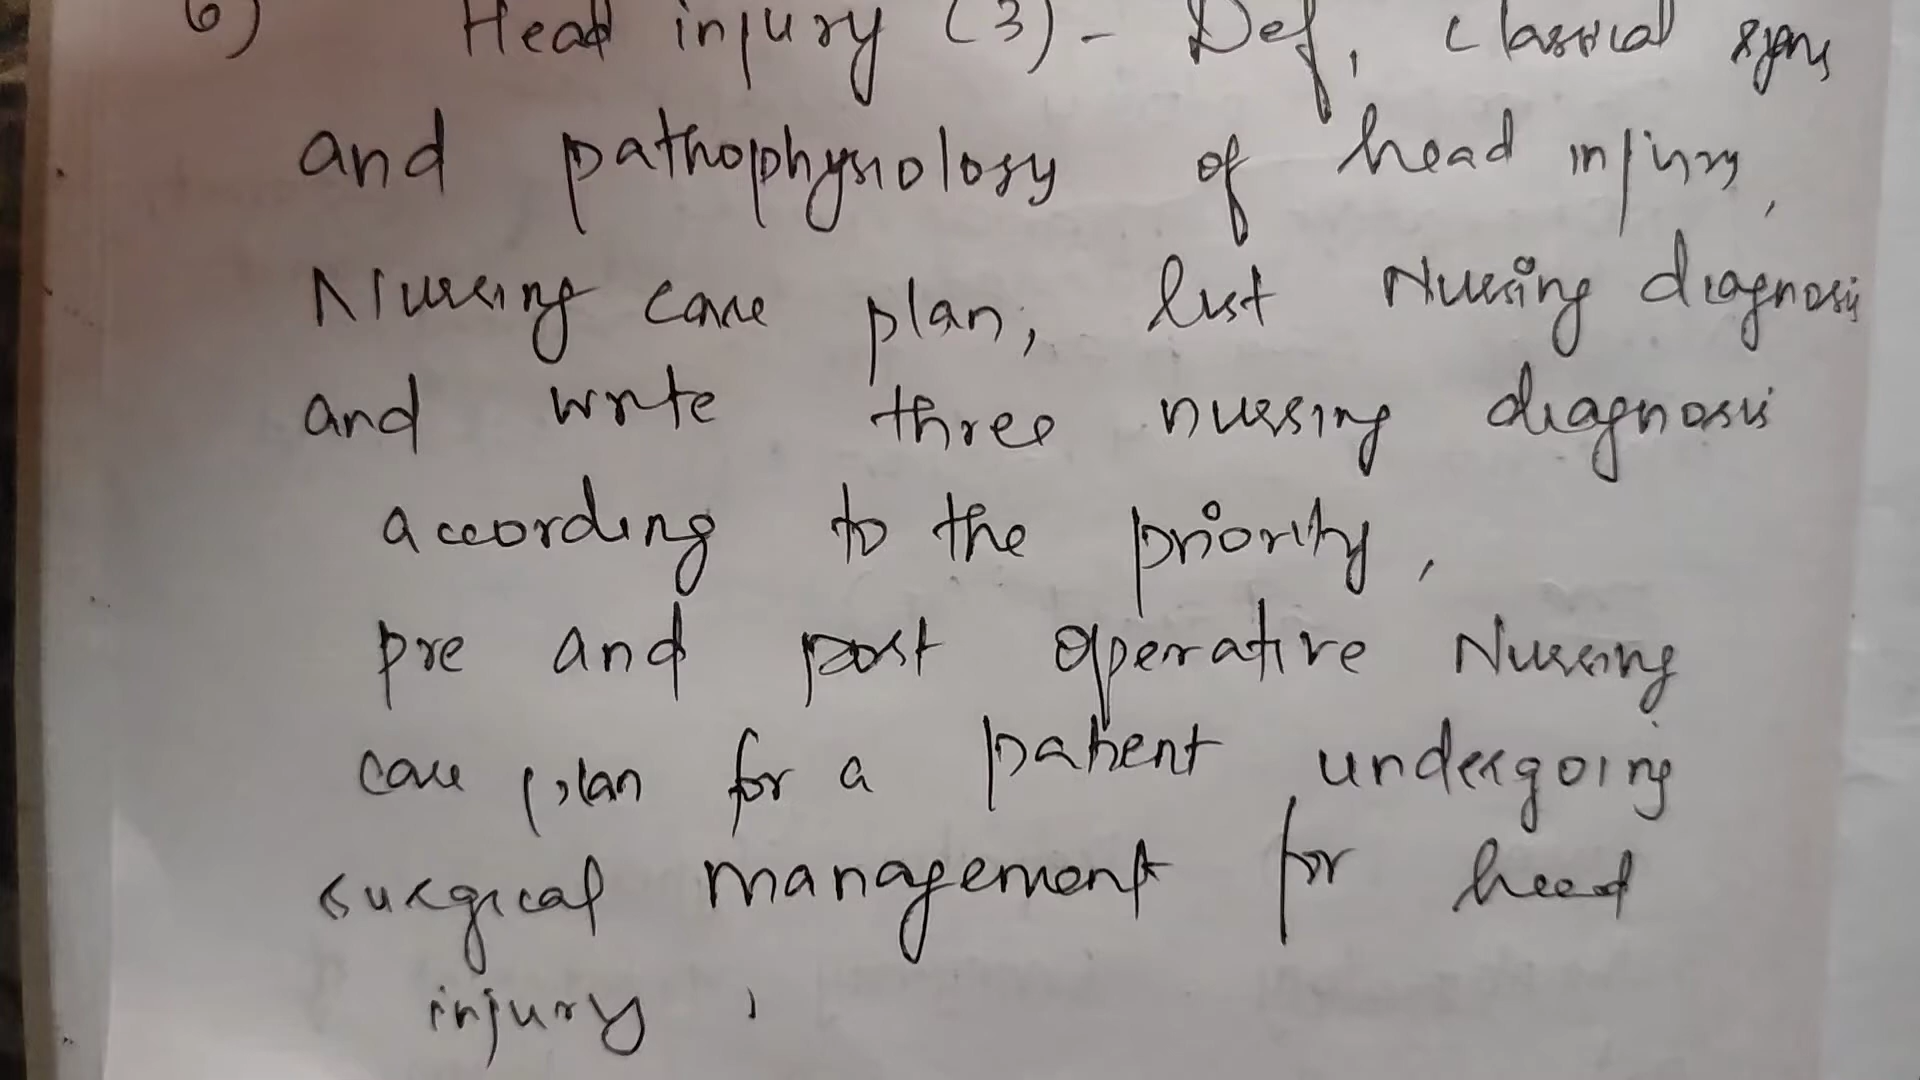 6) Head injury (3) - Def, classical signs
and pathophysiology of head injury,
Nursing care plan, list Nursing diagnosis
and write three nursing diagnosis
according to the priority,
pre and post operative Nursing
care plan for a patient undergoing
surgical management for head
injury,